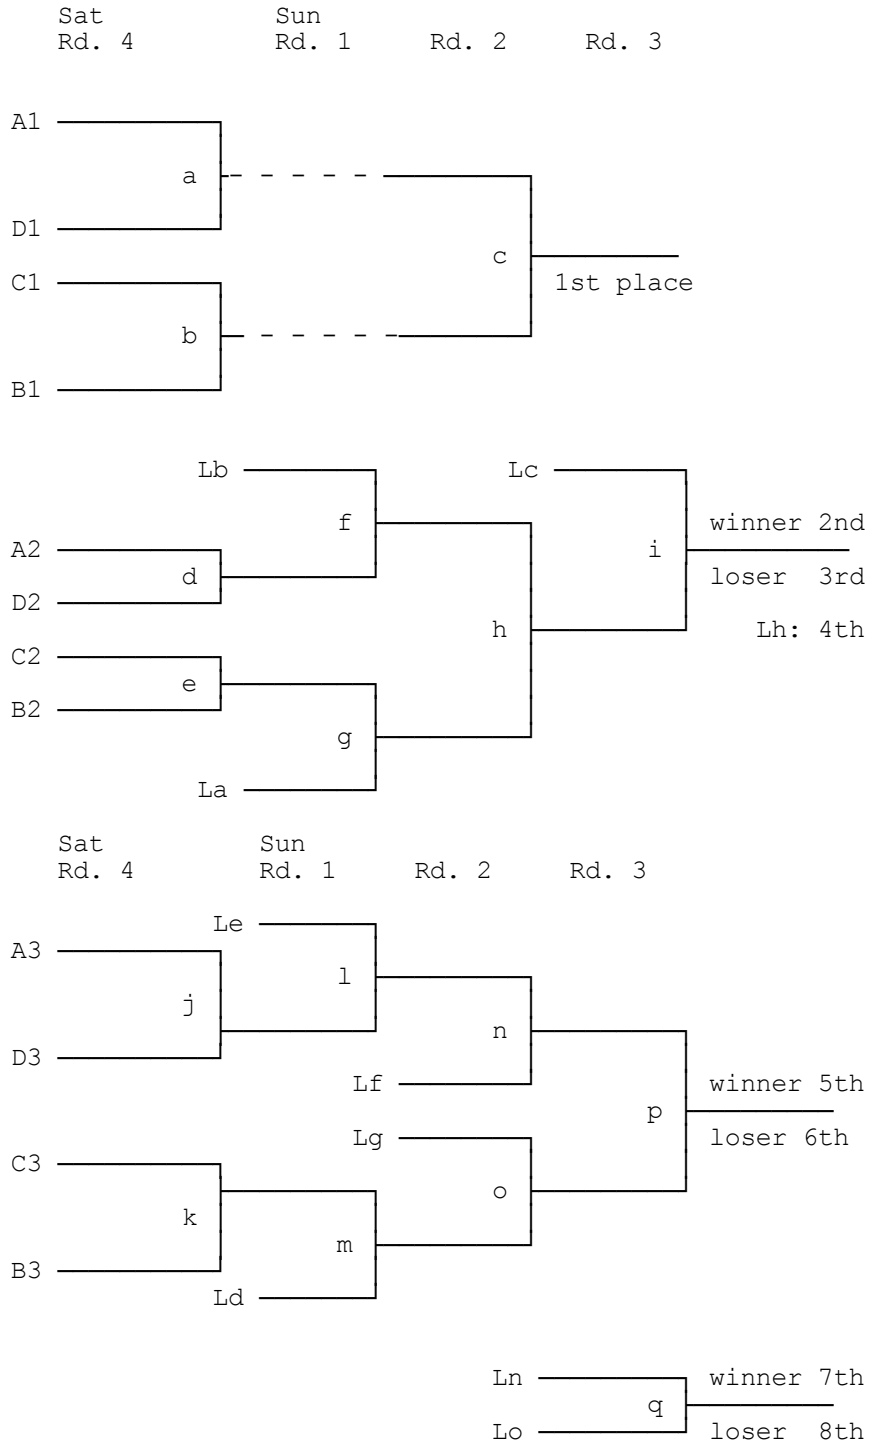 Sat Sun
Rd. 4 Rd. 1 Rd. 2 Rd. 3
A1
a
D1
c
C1 1st place
b
B1
Lb Lc
f winner 2nd
A2 i
d loser 3rd
D2
h Lh: 4th
C2
e
B2
g
La
Sat Sun
Rd. 4 Rd. 1 Rd. 2 Rd. 3
Le
A3
l
j
n
D3
Lf winner 5th
p
Lg loser 6th
C3
o
k
m
B3
Ld
Ln winner 7th
q
Lo loser 8th